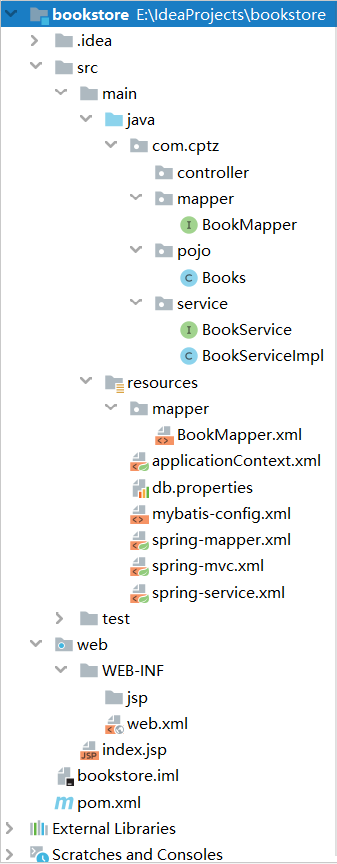 bookstore E:\IdeaProjects\bookstore
.idea
src
main
java
com.cptz
controller
mapper
BookMapper
pojo
Books
service
BookService
BookServiceImpl
resources
mapper
BookMapper.xml
applicationContext.xml
db.properties
mybatis-config.xml
spring-mapper.xml
spring-mvc.xml
spring-service.xml
test
web
WEB-INF
jsp
web.xml
index.jsp
bookstore.iml
pom.xml
External Libraries
Scratches and Consoles